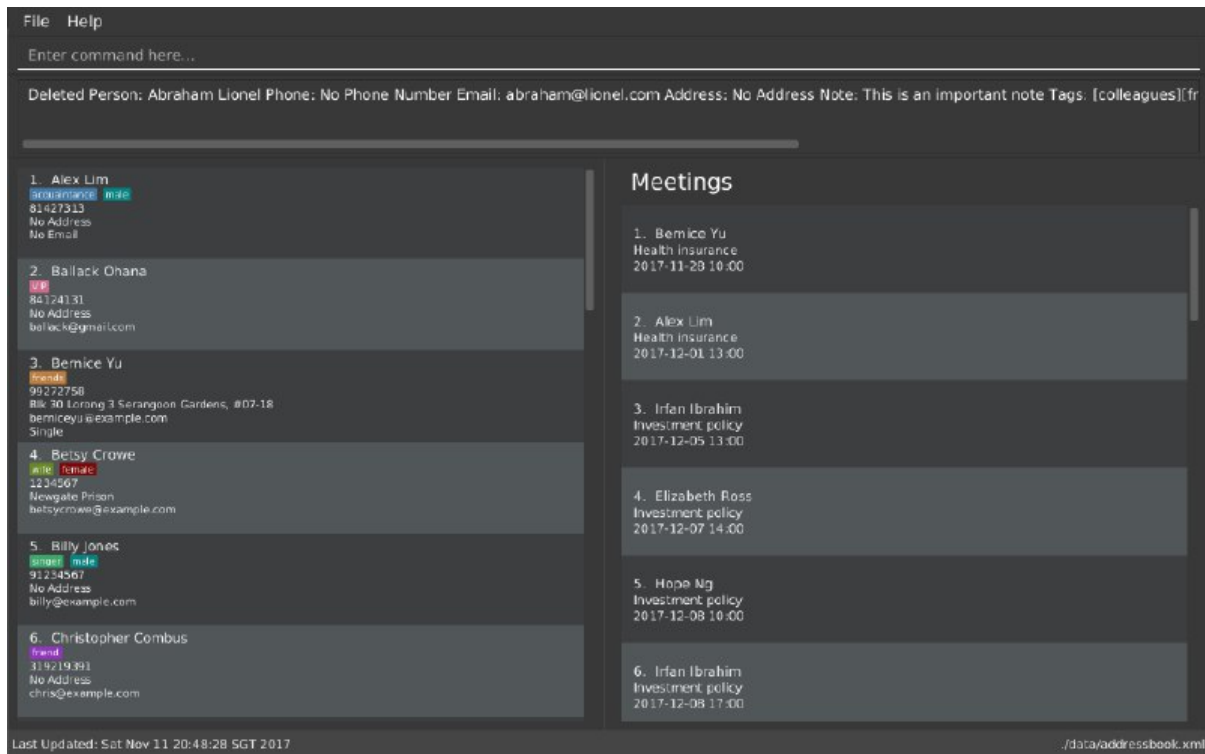 File Help
Enter command here...
Deleted Person: Abraham Lionel Phone: No Phone Number Email: abraham@lionel.com Address: No Address Note: This is an important note Tags: [colleagues][fr
1. Alex Lim
acquaintance male
81427313
No Address
No Email
2. Ballack Ohana
VIP
84124131
No Address
ballack@gmail.com
3. Bernice Yu
friends
99272758
Blk 30 Lorong 3 Serangoon Gardens, #07-18
berniceyu@example.com
Single
4. Betsy Crowe
wife female
1234567
Newgate Prison
betsycrowe@example.com
5. Billy Jones
singer male
91234567
No Address
billy@example.com
6. Christopher Combus
friend
319219391
No Address
chris@example.com
Meetings
1. Bernice Yu
Health insurance
2017-11-28 10:00
2. Alex Lim
Health insurance
2017-12-01 13:00
3. Irfan Ibrahim
Investment policy
2017-12-05 13:00
4. Elizabeth Ross
Investment policy
2017-12-07 14:00
5. Hope Ng
Investment policy
2017-12-08 10:00
6. Irfan Ibrahim
Investment policy
2017-12-08 17:00
Last Updated: Sat Nov 11 20:48:28 SGT 2017
./data/addressbook.xml